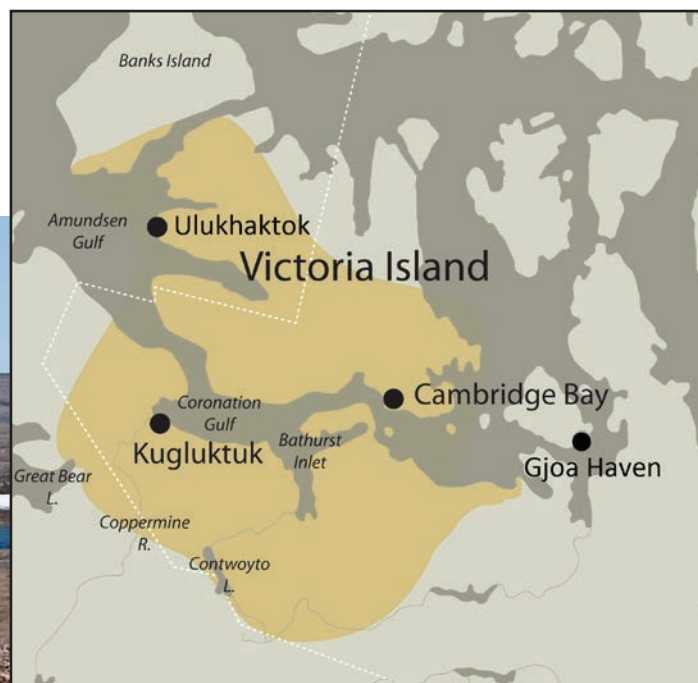 Banks Island
Amundsen
Gulf
Ulukhaktok
Victoria Island
Coronation
Gulf
Cambridge Bay
Kugluktuk
Bathurst
Inlet
Gjoa Haven
Great Bear
L.
Coppermine
R.
Contwoyto
L.